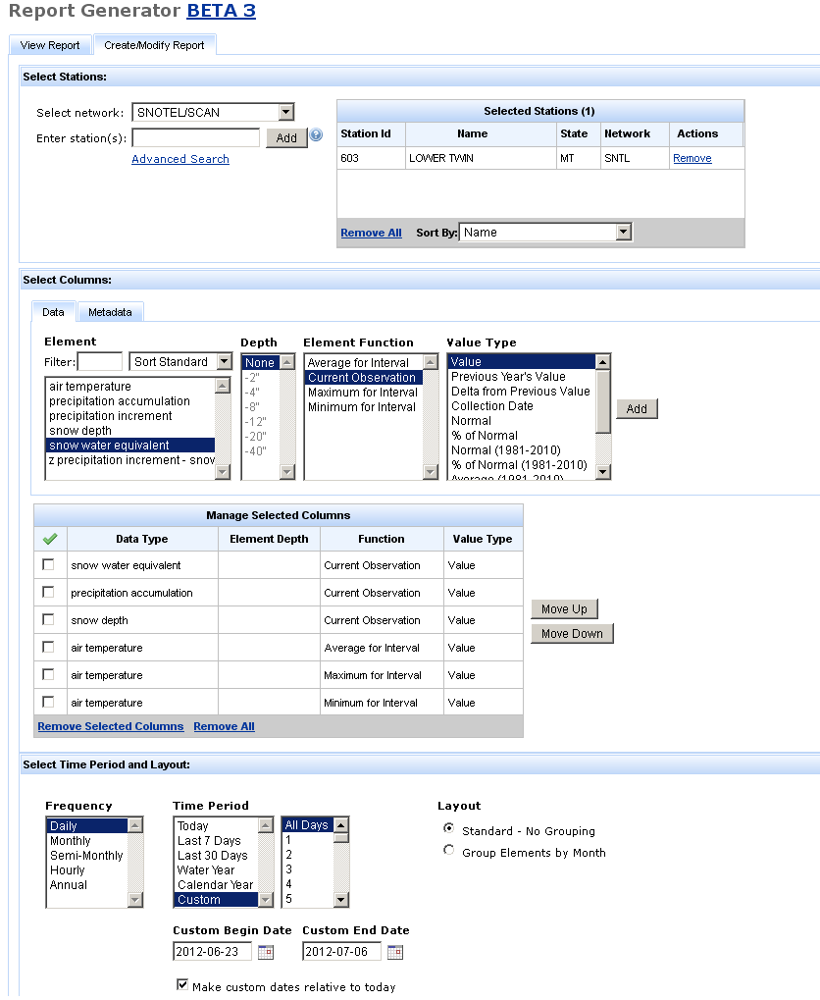 Report Generator BETA 3
View Report
Create/Modify Report
Select Stations:
Select network: SNOTEL/SCAN
Enter station(s): Add
Advanced Search
Selected Stations (1)
Station Id Name State Network Actions
603 LOWER TWIN MT SNTL Remove
Remove All Sort By: Name
Select Columns:
Data Metadata
Element
Filter: Sort Standard
air temperature
precipitation accumulation
precipitation increment
snow depth
snow water equivalent
z precipitation increment - snow
Depth
None
-2"
-4"
-8"
-12"
-20"
-40"
Element Function
Average for Interval
Current Observation
Maximum for Interval
Minimum for Interval
Value Type
Value
Previous Year's Value
Delta from Previous Value
Collection Date
Normal
% of Normal
Normal (1981-2010)
% of Normal (1981-2010)
Average (1981-2010)
Add
Manage Selected Columns
Data Type Element Depth Function Value Type
snow water equivalent Current Observation Value
precipitation accumulation Current Observation Value
snow depth Current Observation Value
air temperature Average for Interval Value
air temperature Maximum for Interval Value
air temperature Minimum for Interval Value
Remove Selected Columns Remove All
Move Up
Move Down
Select Time Period and Layout:
Frequency
Daily
Monthly
Semi-Monthly
Hourly
Annual
Time Period
Today
Last 7 Days
Last 30 Days
Water Year
Calendar Year
Custom
All Days
1
2
3
4
5
Layout
Standard - No Grouping
Group Elements by Month
Custom Begin Date Custom End Date
2012-06-23 2012-07-06
Make custom dates relative to today